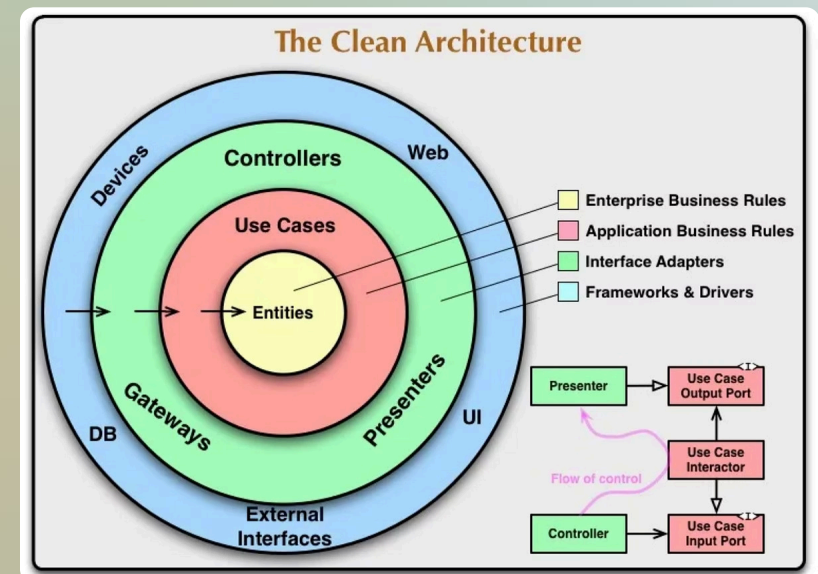 The Clean Architecture
Devices
Web
Controllers
Use Cases
Entities
Gateways
Presenters
DB
UI
External
Interfaces
Enterprise Business Rules
Application Business Rules
Interface Adapters
Frameworks & Drivers
Presenter
<I>
Use Case
Output Port
Use Case
Interactor
Flow of control
Controller
<I>
Use Case
Input Port